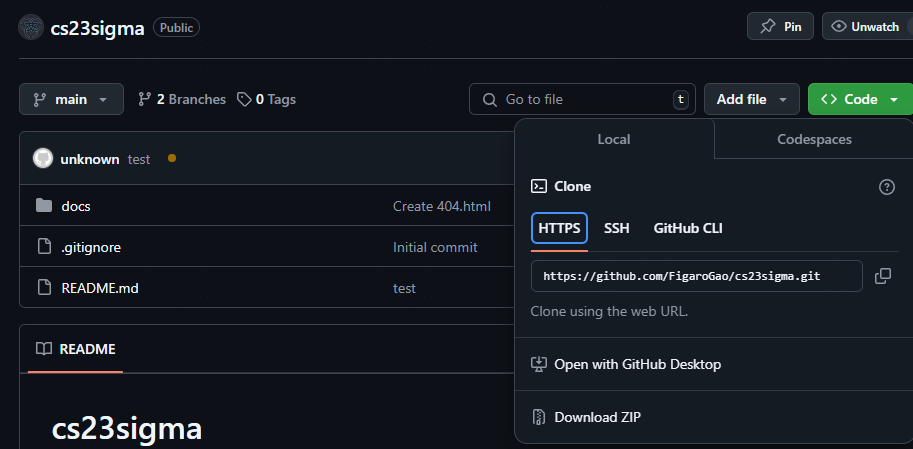 cs23sigma Public Pin Unwatch
main 2 Branches 0 Tags Go to file t Add file Code
Local Codespaces
unknown test
Clone
docs Create 404.html
HTTPS SSH GitHub CLI
.gitignore Initial commit
https://github.com/FigaroGao/cs23sigma.git
README.md test
Clone using the web URL.
README
Open with GitHub Desktop
Download ZIP
cs23sigma